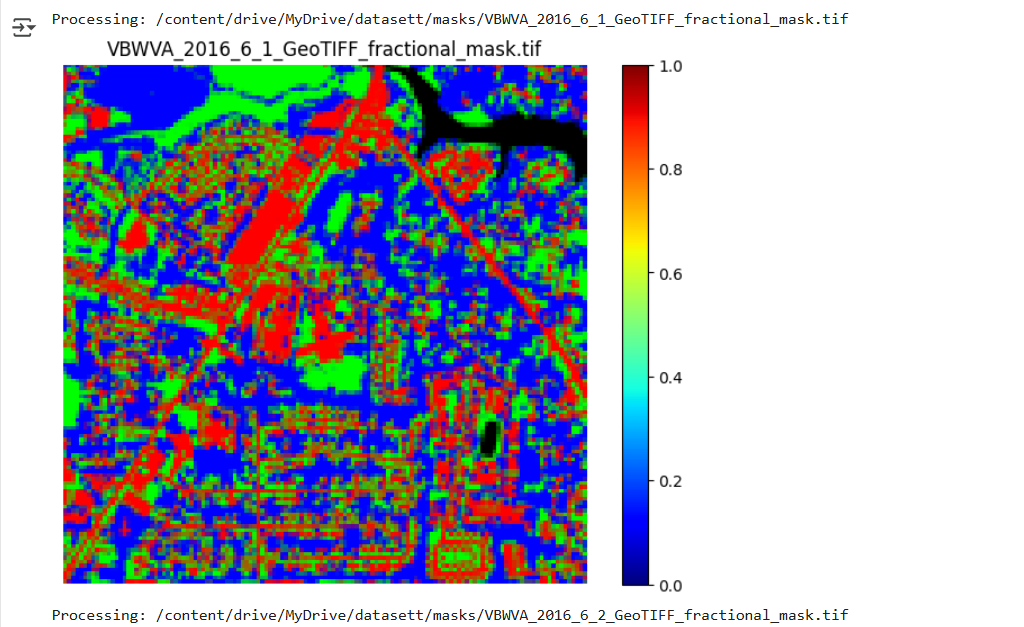 Processing: /content/drive/MyDrive/datasett/masks/VBWVA_2016_6_1_GeoTIFF_fractional_mask.tif
VBWVA_2016_6_1_GeoTIFF_fractional_mask.tif
1.0
0.8
0.6
0.4
0.2
0.0
Processing: /content/drive/MyDrive/datasett/masks/VBWVA_2016_6_2_GeoTIFF_fractional_mask.tif